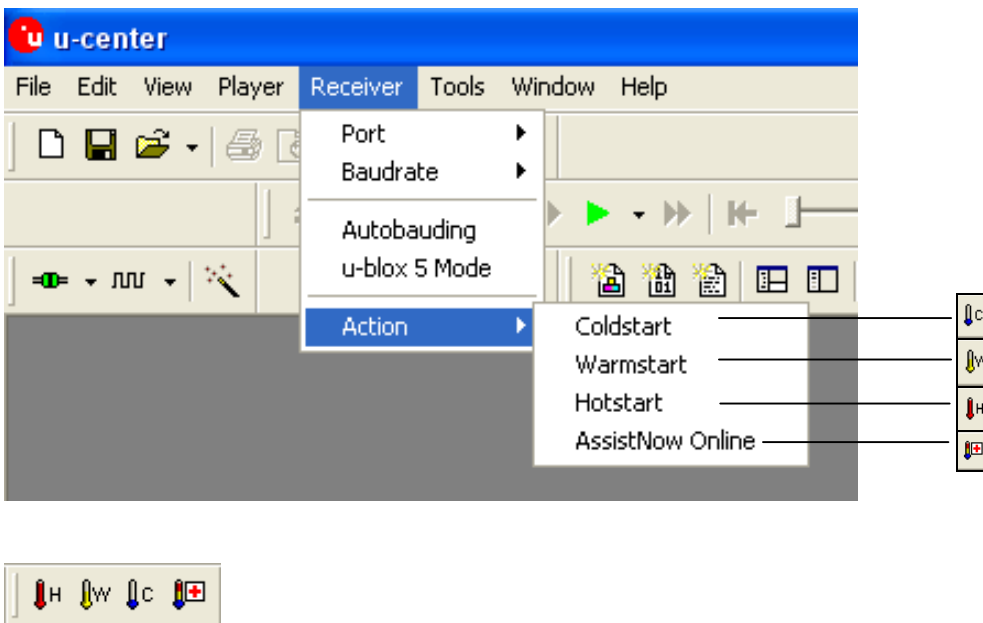 u u-center
File Edit View Player Receiver Tools Window Help
Port
Baudrate
Autobauding
u-blox 5 Mode
Action
Coldstart
Warmstart
Hotstart
AssistNow Online
C
W
H
H W C